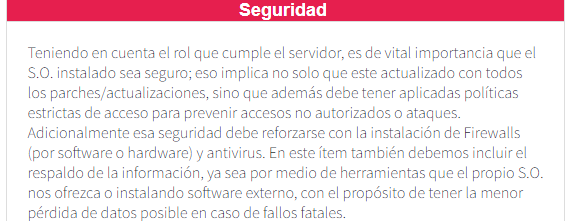 Seguridad
Teniendo en cuenta el rol que cumple el servidor, es de vital importancia que el
S.O. instalado sea seguro; eso implica no solo que este actualizado con todos
los parches/actualizaciones, sino que además debe tener aplicadas políticas
estrictas de acceso para prevenir accesos no autorizados o ataques.
Adicionalmente esa seguridad debe reforzarse con la instalación de Firewalls
(por software o hardware) y antivirus. En este ítem también debemos incluir el
respaldo de la información, ya sea por medio de herramientas que el propio S.O.
nos ofrezca o instalando software externo, con el propósito de tener la menor
pérdida de datos posible en caso de fallos fatales.